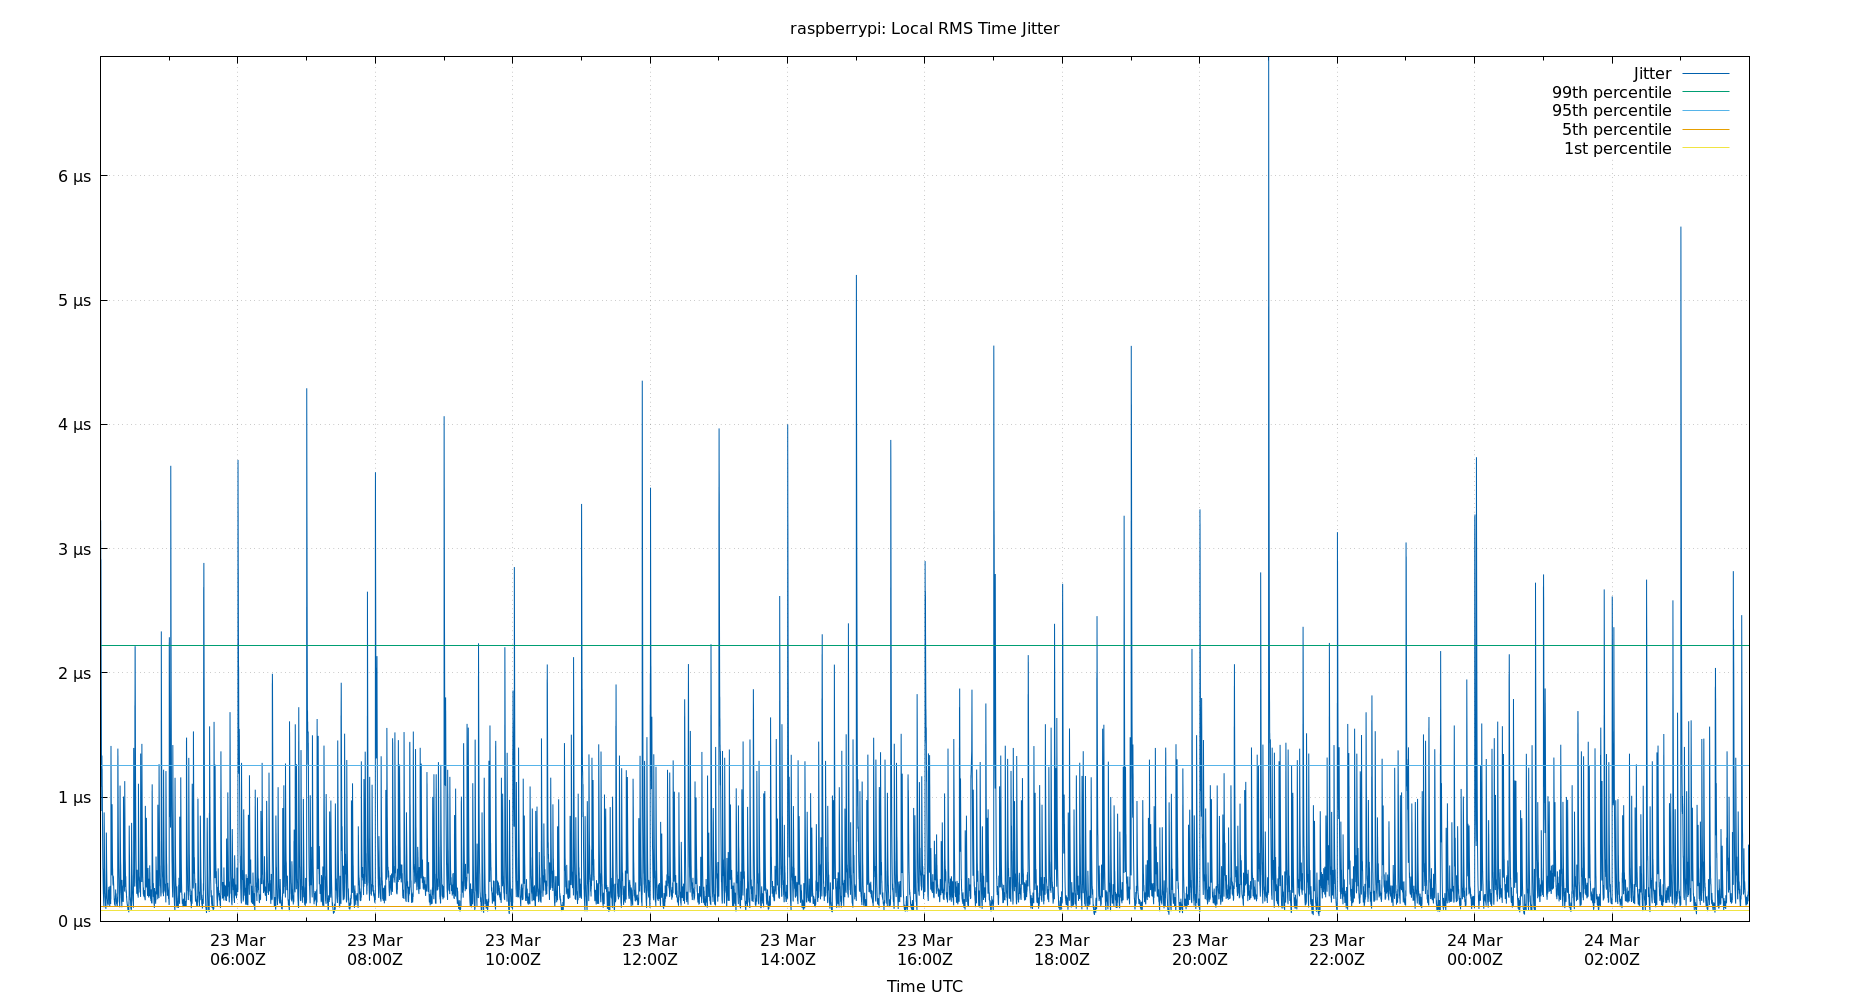 raspberrypi: Local RMS Time Jitter
Jitter
99th percentile
95th percentile
5th percentile
1st percentile
6 µs
5 µs
4 µs
3 µs
2 µs
1 µs
0 µs
23 Mar 23 Mar 23 Mar 23 Mar 23 Mar 23 Mar 23 Mar 23 Mar 23 Mar 24 Mar 24 Mar
06:00Z 08:00Z 10:00Z 12:00Z 14:00Z 16:00Z 18:00Z 20:00Z 22:00Z 00:00Z 02:00Z
Time UTC